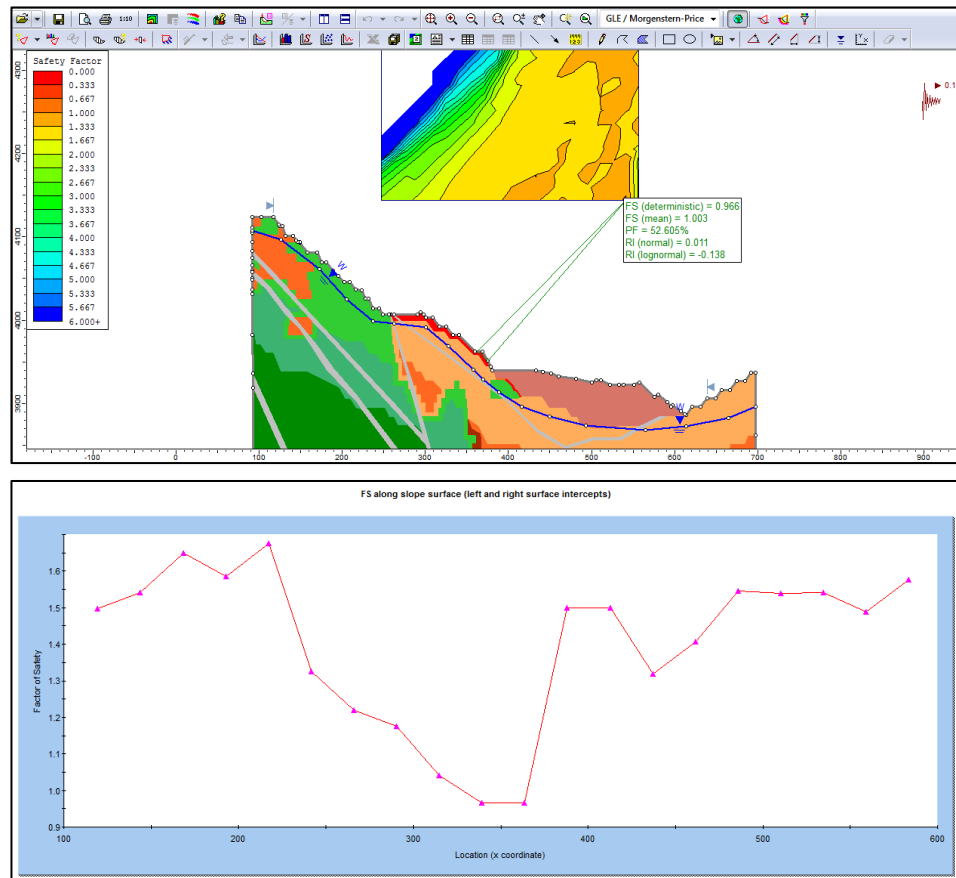 GLE / Morgenstern-Price
Safety Factor
0.000
0.333
0.667
1.000
1.333
1.667
2.000
2.333
2.667
3.000
3.333
3.667
4.000
4.333
4.667
5.000
5.333
5.667
6.000+
4300
4200
4100
4000
3900
0.1
FS (deterministic) = 0.966
FS (mean) = 1.003
PF = 52.605%
RI (normal) = 0.011
RI (lognormal) = -0.138
W
W
-100 0 100 200 300 400 500 600 700 800 900
FS along slope surface (left and right surface intercepts)
Factor of Safety
1.6
1.5
1.4
1.3
1.2
1.1
1.0
0.9
100 200 300 400 500 600
Location (x coordinate)